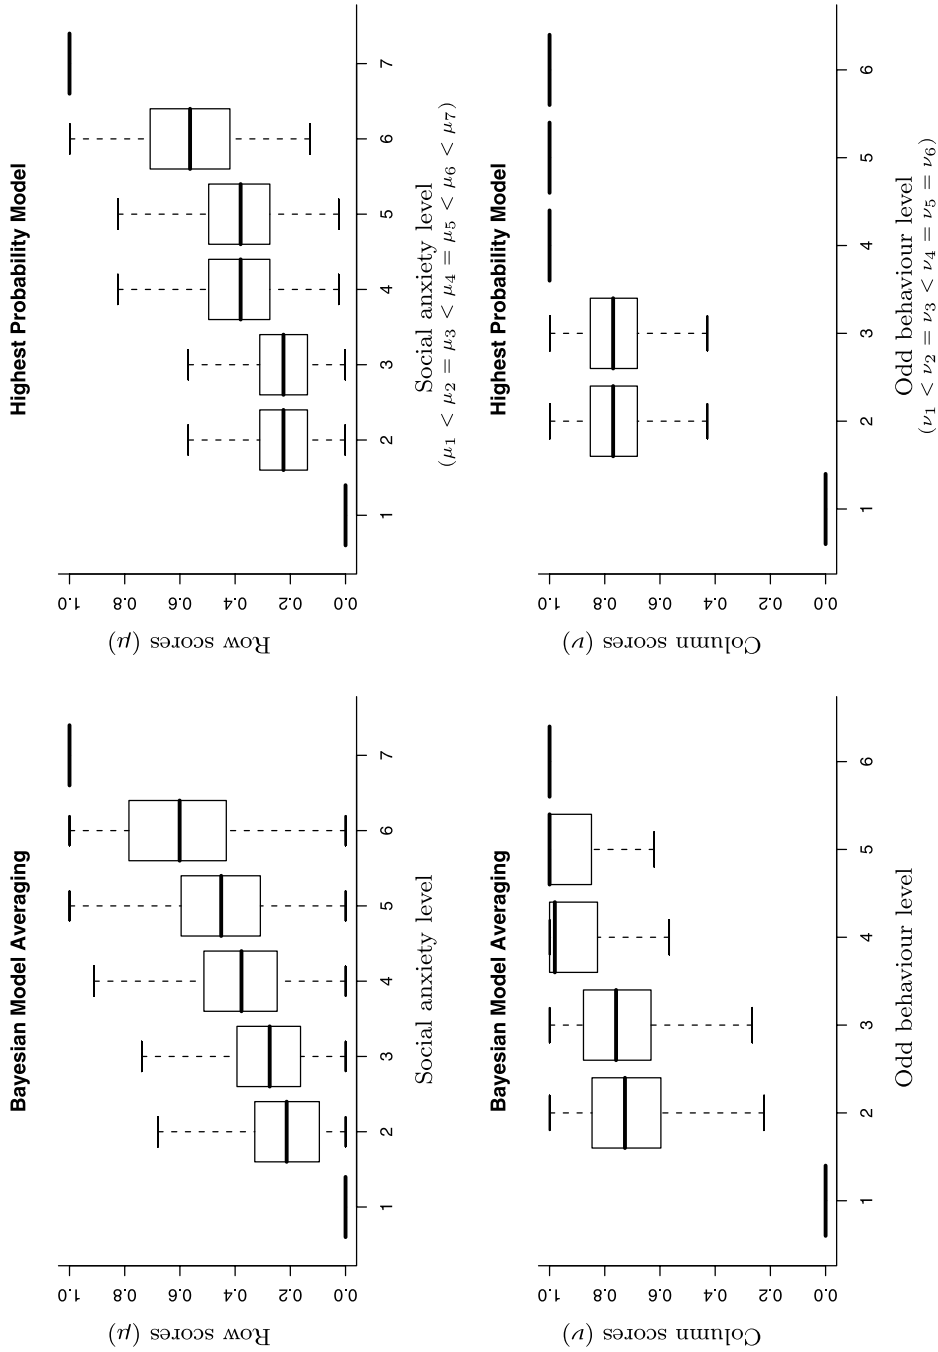 Bayesian Model Averaging
Row scores (μ)
0.0 0.2 0.4 0.6 0.8 1.0
1 2 3 4 5 6 7
Social anxiety level
Highest Probability Model
Row scores (μ)
0.0 0.2 0.4 0.6 0.8 1.0
1 2 3 4 5 6 7
Social anxiety level
(μ₁ < μ₂ = μ₃ < μ₄ = μ₅ < μ₆ < μ₇)
Bayesian Model Averaging
Column scores (ν)
0.0 0.2 0.4 0.6 0.8 1.0
1 2 3 4 5 6
Odd behaviour level
Highest Probability Model
Column scores (ν)
0.0 0.2 0.4 0.6 0.8 1.0
1 2 3 4 5 6
Odd behaviour level
(ν₁ < ν₂ = ν₃ < ν₄ = ν₅ = ν₆)